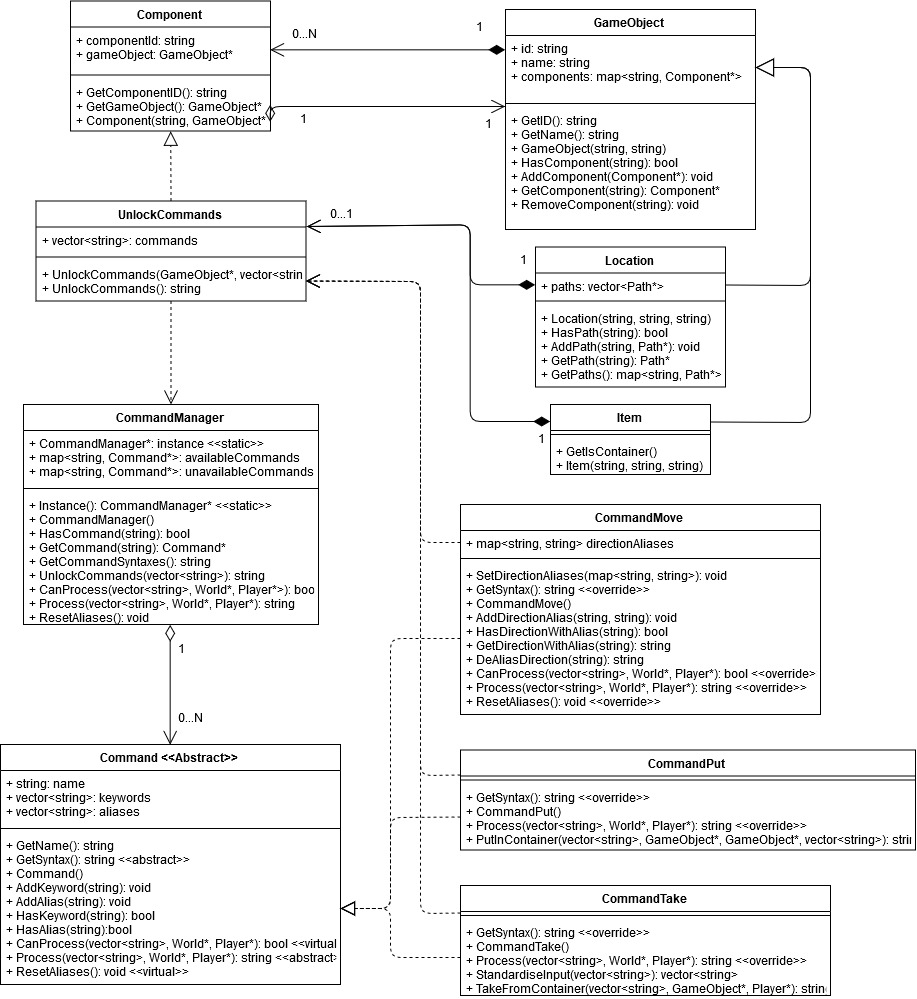 Component
+ componentId: string
+ gameObject: GameObject*
+ GetComponentID(): string
+ GetGameObject(): GameObject*
+ Component(string, GameObject*
0...N
1
1
1
GameObject
+ id: string
+ name: string
+ components: map<string, Component*>
+ GetID(): string
+ GetName(): string
+ GameObject(string, string)
+ HasComponent(string): bool
+ AddComponent(Component*): void
+ GetComponent(string): Component*
+ RemoveComponent(string): void
UnlockCommands
+ vector<string>: commands
+ UnlockCommands(GameObject*, vector<strin
+ UnlockCommands(): string
0...1
1
Location
+ paths: vector<Path*>
+ Location(string, string, string)
+ HasPath(string): bool
+ AddPath(string, Path*): void
+ GetPath(string): Path*
+ GetPaths(): map<string, Path*>
1
Item
+ GetIsContainer()
+ Item(string, string, string)
CommandManager
+ CommandManager*: instance <<static>>
+ map<string, Command*>: availableCommands
+ map<string, Command*>: unavailableCommands
+ Instance(): CommandManager* <<static>>
+ CommandManager()
+ HasCommand(string): bool
+ GetCommand(string): Command*
+ GetCommandSyntaxes(): string
+ UnlockCommands(vector<string>): string
+ CanProcess(vector<string>, World*, Player*>): boo
+ Process(vector<string>, World*, Player*): string
+ ResetAliases(): void
1
0...N
CommandMove
+ map<string, string> directionAliases
+ SetDirectionAliases(map<string, string>): void
+ GetSyntax(): string <<override>>
+ CommandMove()
+ AddDirectionAlias(string, string): void
+ HasDirectionWithAlias(string): bool
+ GetDirectionWithAlias(string): string
+ DeAliasDirection(string): string
+ CanProcess(vector<string>, World*, Player*): bool <<override>
+ Process(vector<string>, World*, Player*): string <<override>>
+ ResetAliases(): void <<override>>
Command <<Abstract>>
+ string: name
+ vector<string>: keywords
+ vector<string>: aliases
+ GetName(): string
+ GetSyntax(): string <<abstract>>
+ Command()
+ AddKeyword(string): void
+ AddAlias(string): void
+ HasKeyword(string): bool
+ HasAlias(string):bool
+ CanProcess(vector<string>, World*, Player*): bool <<virtual
+ Process(vector<string>, World*, Player*): string <<abstract>
+ ResetAliases(): void <<virtual>>
CommandPut
+ GetSyntax(): string <<override>>
+ CommandPut()
+ Process(vector<string>, World*, Player*): string <<override>>
+ PutInContainer(vector<string>, GameObject*, GameObject*, vector<string>): strin
CommandTake
+ GetSyntax(): string <<override>>
+ CommandTake()
+ Process(vector<string>, World*, Player*): string <<override>>
+ StandardiseInput(vector<string>): vector<string>
+ TakeFromContainer(vector<string>, GameObject*, Player*): strin